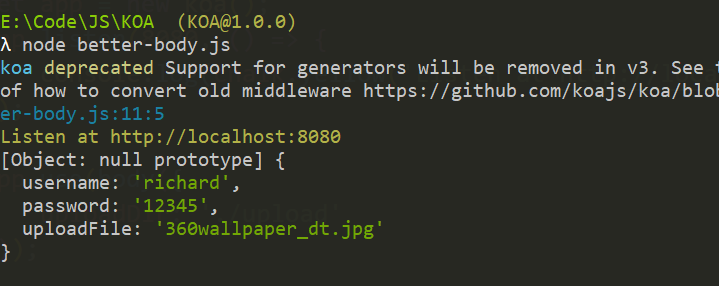 E:\Code\JS\KOA (KOA@1.0.0)
λ node better-body.js
koa deprecated Support for generators will be removed in v3. See
of how to convert old middleware https://github.com/koajs/koa/blob
er-body.js:11:5
Listen at http://localhost:8080
[Object: null prototype] {
  username: 'richard',
  password: '12345',
  uploadFile: '360wallpaper_dt.jpg'
}